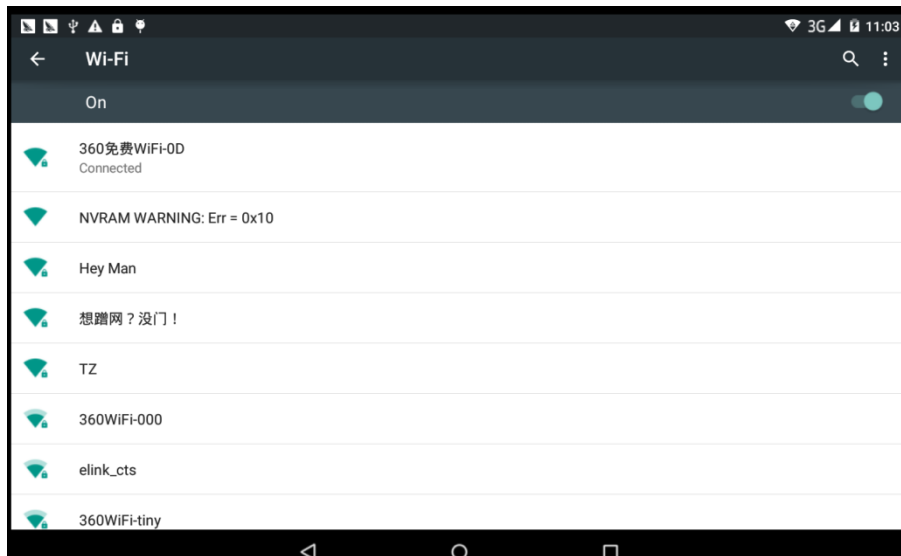 3G 11:03
Wi-Fi
On
360免费WiFi-0D
Connected
NVRAM WARNING: Err = 0x10
Hey Man
想蹭网？没门！
TZ
360WiFi-000
elink_cts
360WiFi-tiny